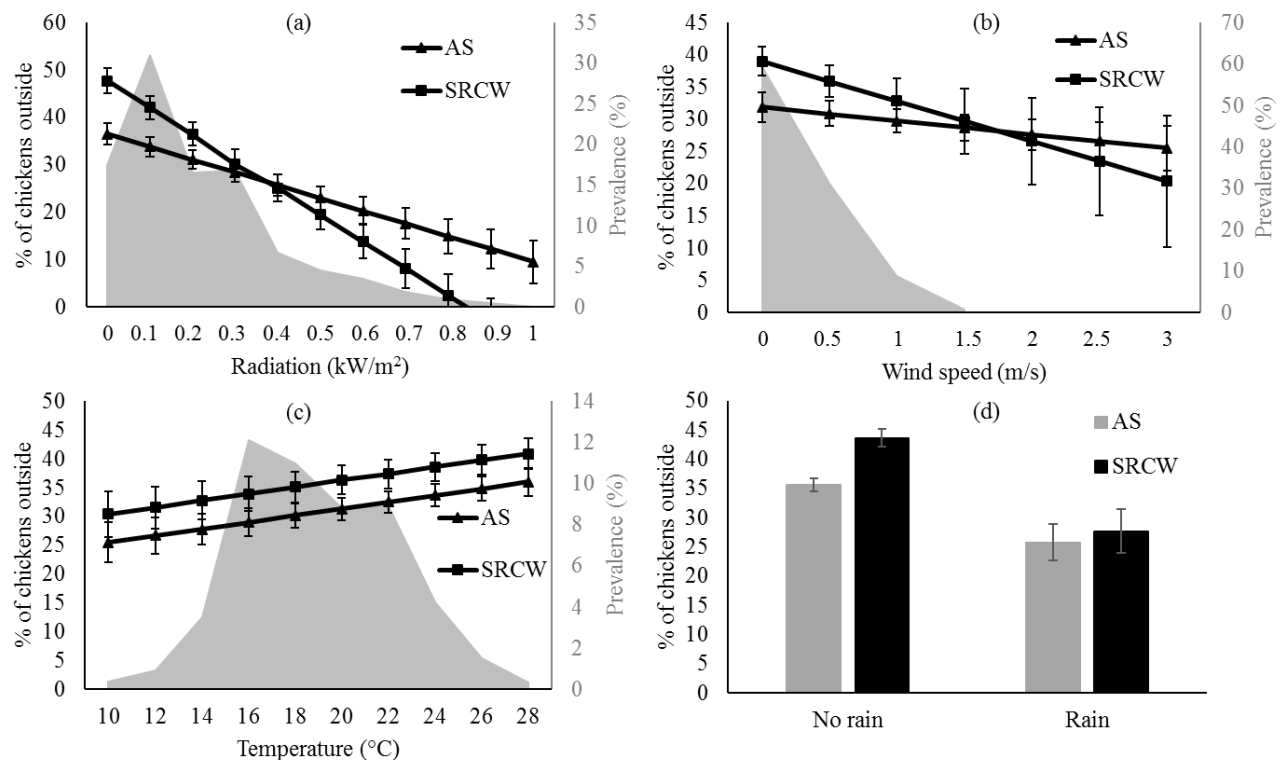 (a)
% of chickens outside
60
50
40
30
20
10
0
AS
SRCW
35
30
25
20
15
10
5
0
Prevalence (%)
0 0.1 0.2 0.3 0.4 0.5 0.6 0.7 0.8 0.9 1
Radiation (kW/m²)
(b)
% of chickens outside
45
40
35
30
25
20
15
10
5
0
AS
SRCW
70
60
50
40
30
20
10
0
Prevalence (%)
0 0.5 1 1.5 2 2.5 3
Wind speed (m/s)
(c)
% of chickens outside
50
45
40
35
30
25
20
15
10
5
0
AS
SRCW
14
12
10
8
6
4
2
0
Prevalence (%)
10 12 14 16 18 20 22 24 26 28
Temperature (°C)
(d)
% of chickens outside
50
45
40
35
30
25
20
15
10
5
0
AS
SRCW
No rain Rain